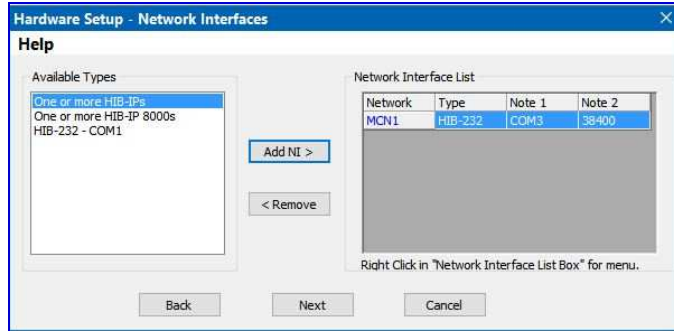 Hardware Setup - Network Interfaces
Help
Available Types
One or more HIB-IPs
One or more HIB-IP 8000s
HIB-232 - COM1
Add NI >
< Remove
Network Interface List
Network Type Note 1 Note 2
MCN1 HIB-232 COM3 38400
Right Click in "Network Interface List Box" for menu.
Back Next Cancel